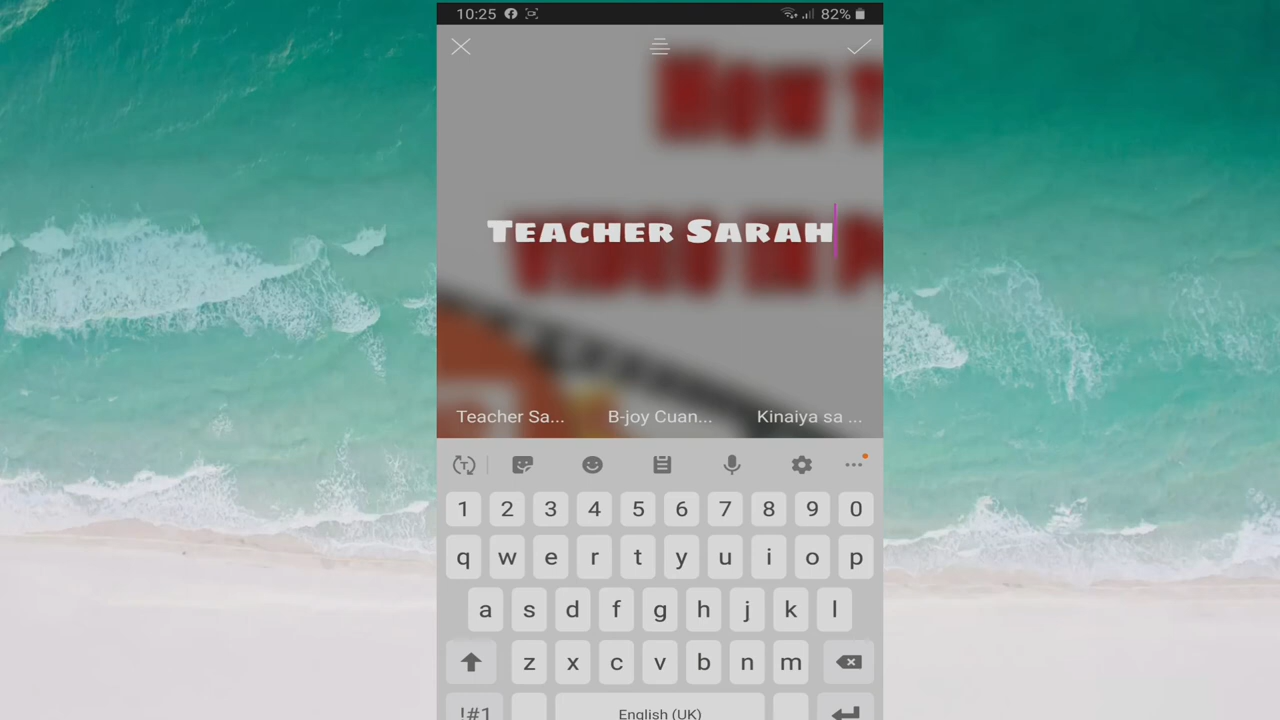 10:25 82%
How
Teacher Sarah
Teacher Sa... B-joy Cuan... Kinaiya sa ...
1 2 3 4 5 6 7 8 9 0
q w e r t y u i o p
a s d f g h j k l
z x c v b n m
!#1 English (UK)